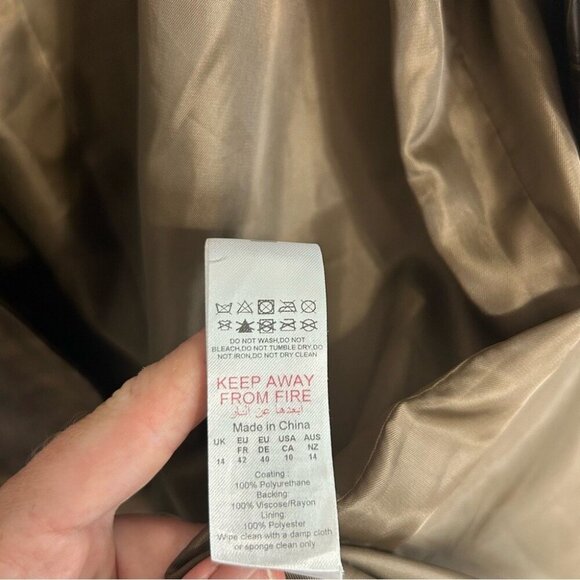 DO NOT WASH,DO NOT
BLEACH,DO NOT TUMBLE DRY,DO
NOT IRON,DO NOT DRY CLEAN
KEEP AWAY
FROM FIRE
ابعدها عن النار
Made in China
UK EU EU USA AUS
FR DE CA NZ
14 42 40 10 14
Coating :
100% Polyurethane
Backing:
100% Viscose/Rayon
Lining:
100% Polyester
Wipe clean with a damp cloth
or sponge clean only